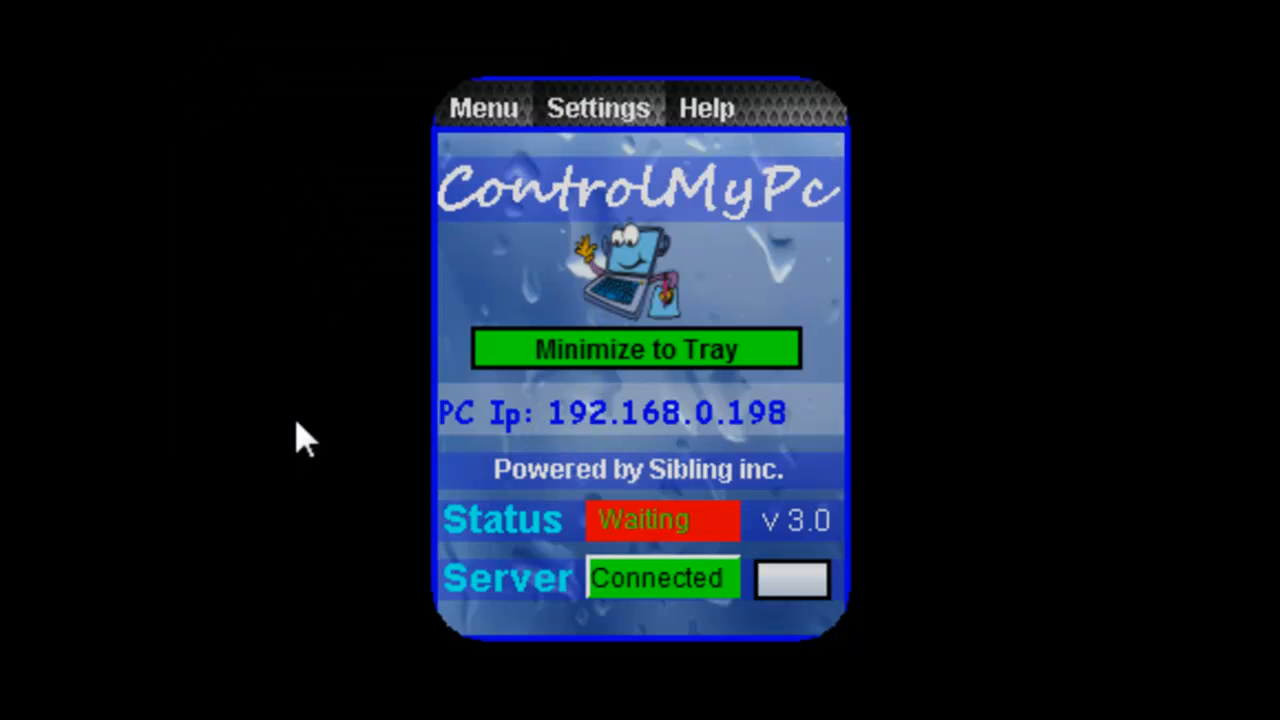 Menu Settings Help
ControlMyPc
Minimize to Tray
PC Ip: 192.168.0.198
Powered by Sibling inc.
Status Waiting v 3.0
Server Connected